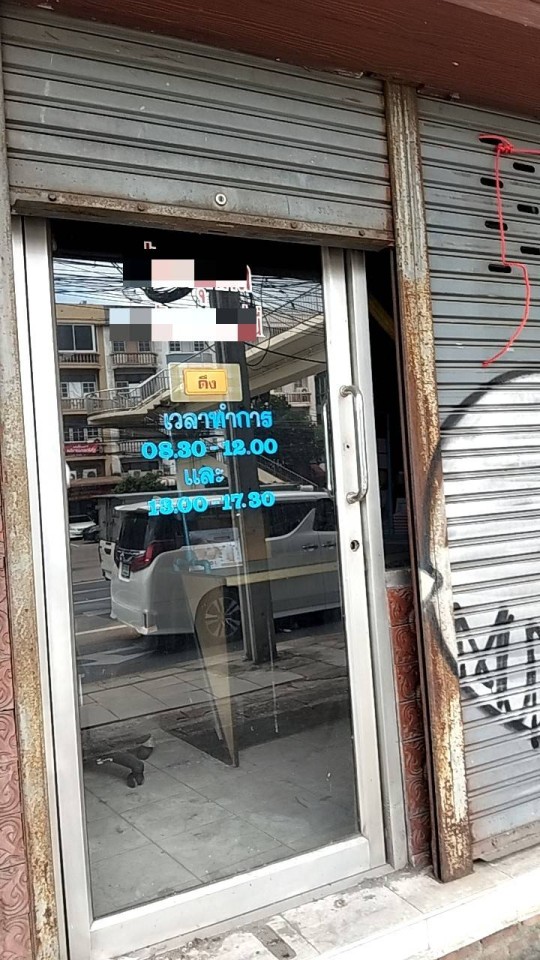 ดึง
เวลาทำการ
08.30-12.00
และ
13.00-17.30